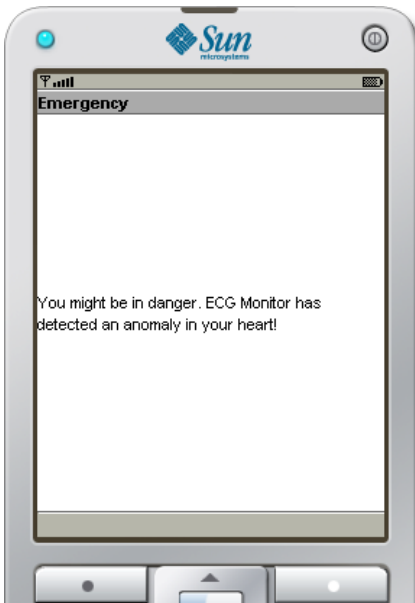 Sun
microsystems
Emergency
You might be in danger. ECG Monitor has
detected an anomaly in your heart!